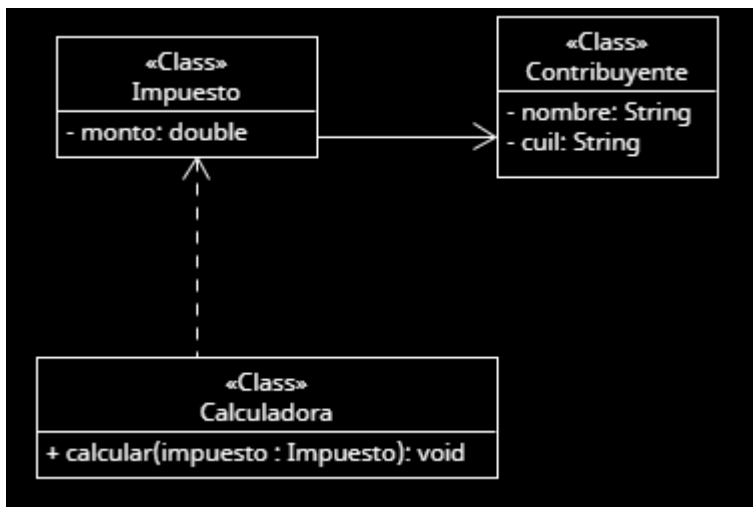 «Class»
Impuesto
- monto: double
«Class»
Contribuyente
- nombre: String
- cuil: String
«Class»
Calculadora
+ calcular(impuesto : Impuesto): void